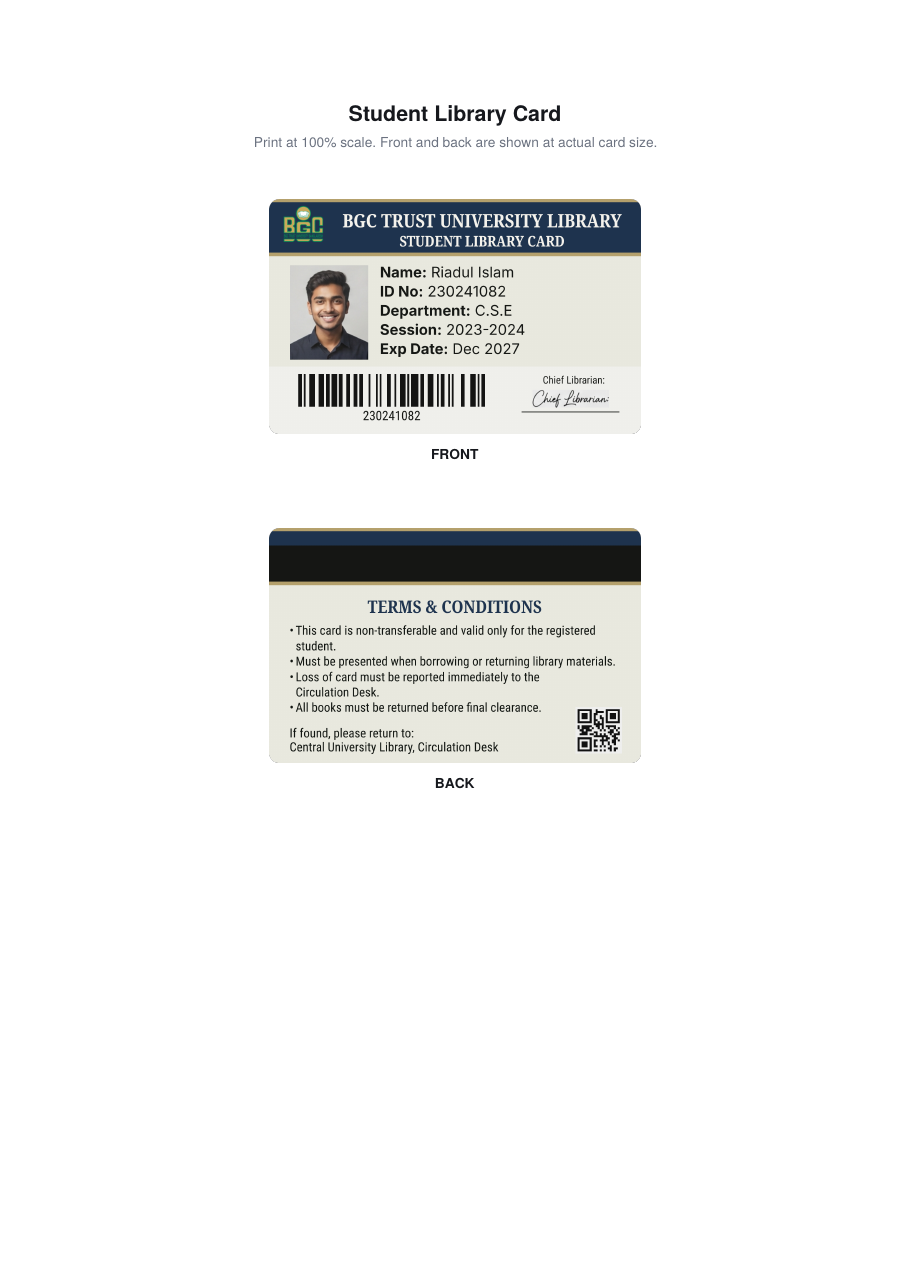 Student Library Card
Print at 100% scale. Front and back are shown at actual card size.
BGC
BGC TRUST UNIVERSITY LIBRARY
STUDENT LIBRARY CARD
Name: Riadul Islam
ID No: 230241082
Department: C.S.E
Session: 2023-2024
Exp Date: Dec 2027
230241082
Chief Librarian:
Chief Librarian:
FRONT
TERMS & CONDITIONS
• This card is non-transferable and valid only for the registered
student.
• Must be presented when borrowing or returning library materials.
• Loss of card must be reported immediately to the
Circulation Desk.
• All books must be returned before final clearance.
If found, please return to:
Central University Library, Circulation Desk
BACK